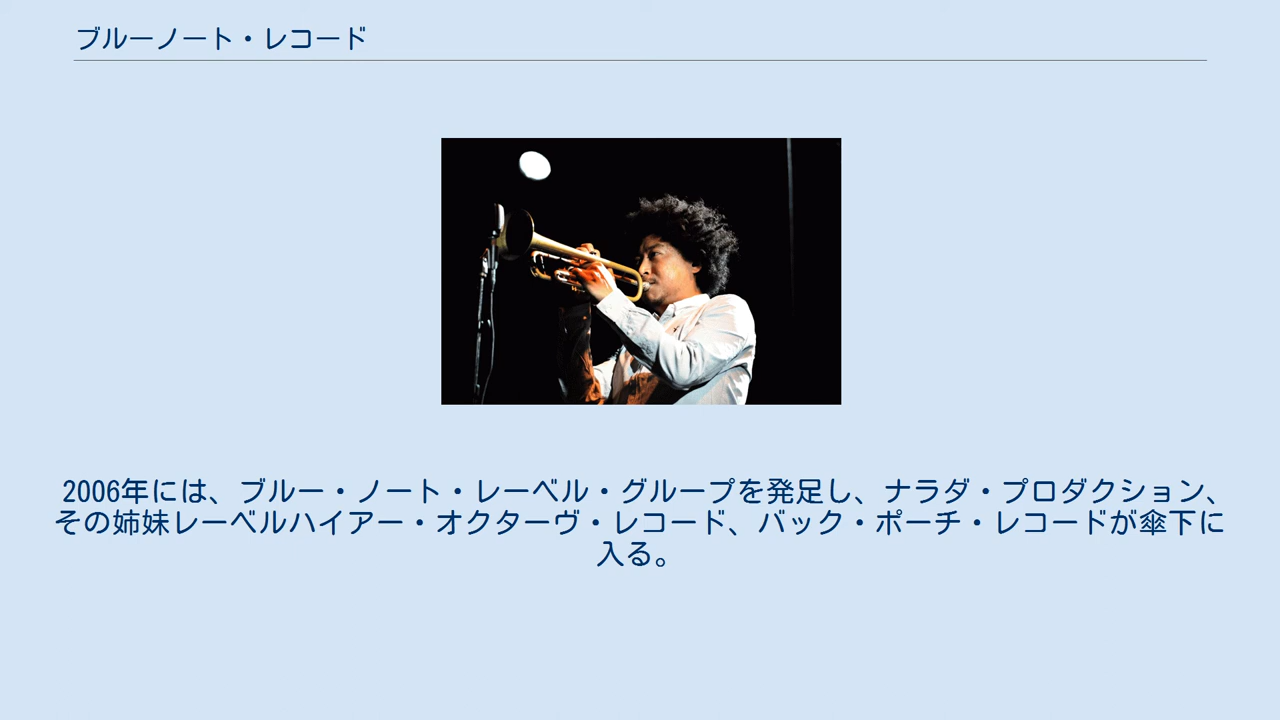 ブルーノート・レコード
2006年には、ブルー・ノート・レーベル・グループを発足し、ナラダ・プロダクション、
その姉妹レーベルハイアー・オクターヴ・レコード、バック・ポーチ・レコードが傘下に
入る。